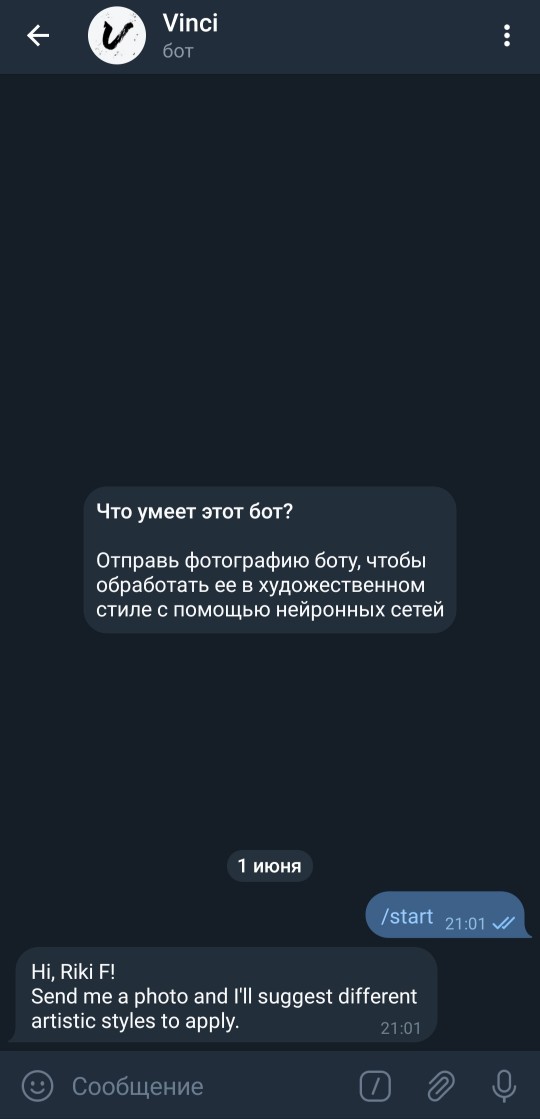 Vinci
бот
Что умеет этот бот?
Отправь фотографию боту, чтобы
обработать ее в художественном
стиле с помощью нейронных сетей
1 июня
/start 21:01
Hi, Riki F!
Send me a photo and I'll suggest different
artistic styles to apply.
21:01
Сообщение